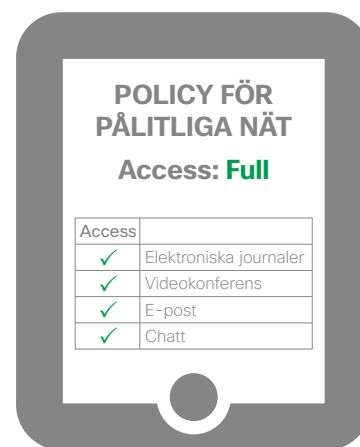 POLICY FÖR
PÅLITLIGA NÄT
Access: Full
Access
✓ Elektroniska journaler
✓ Videokonferens
✓ E-post
✓ Chatt